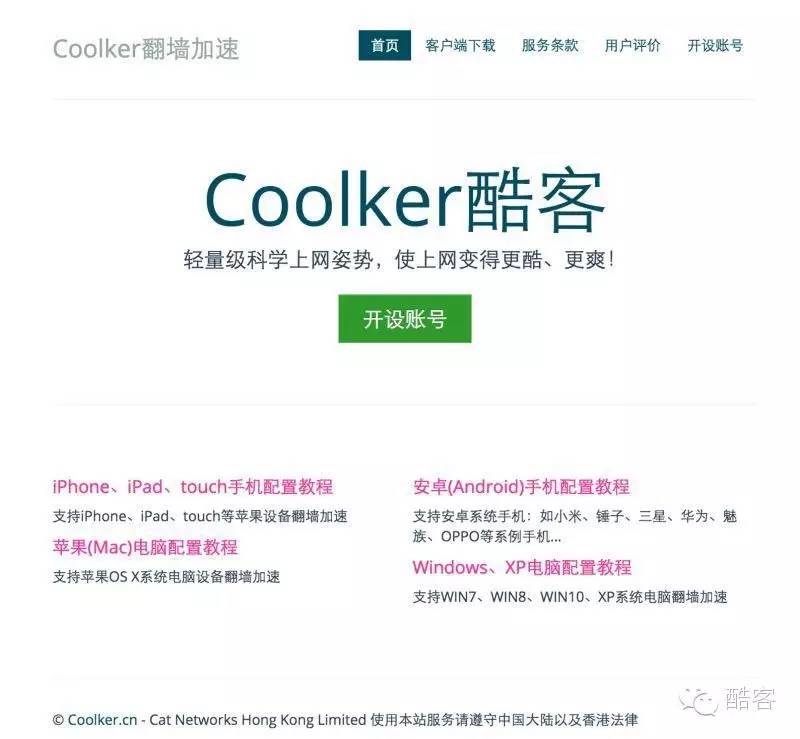 Coolker翻墙加速
首页 客户端下载 服务条款 用户评价 开设账号
Coolker酷客
轻量级科学上网姿势，使上网变得更酷、更爽！
开设账号
iPhone、iPad、touch手机配置教程
支持iPhone、iPad、touch等苹果设备翻墙加速
苹果(Mac)电脑配置教程
支持苹果OS X系统电脑设备翻墙加速
安卓(Android)手机配置教程
支持安卓系统手机：如小米、锤子、三星、华为、魅
族、OPPO等系例手机...
Windows、XP电脑配置教程
支持WIN7、WIN8、WIN10、XP系统电脑翻墙加速
© Coolker.cn - Cat Networks Hong Kong Limited 使用本站服务请遵守中国大陆以及香港法律
酷客